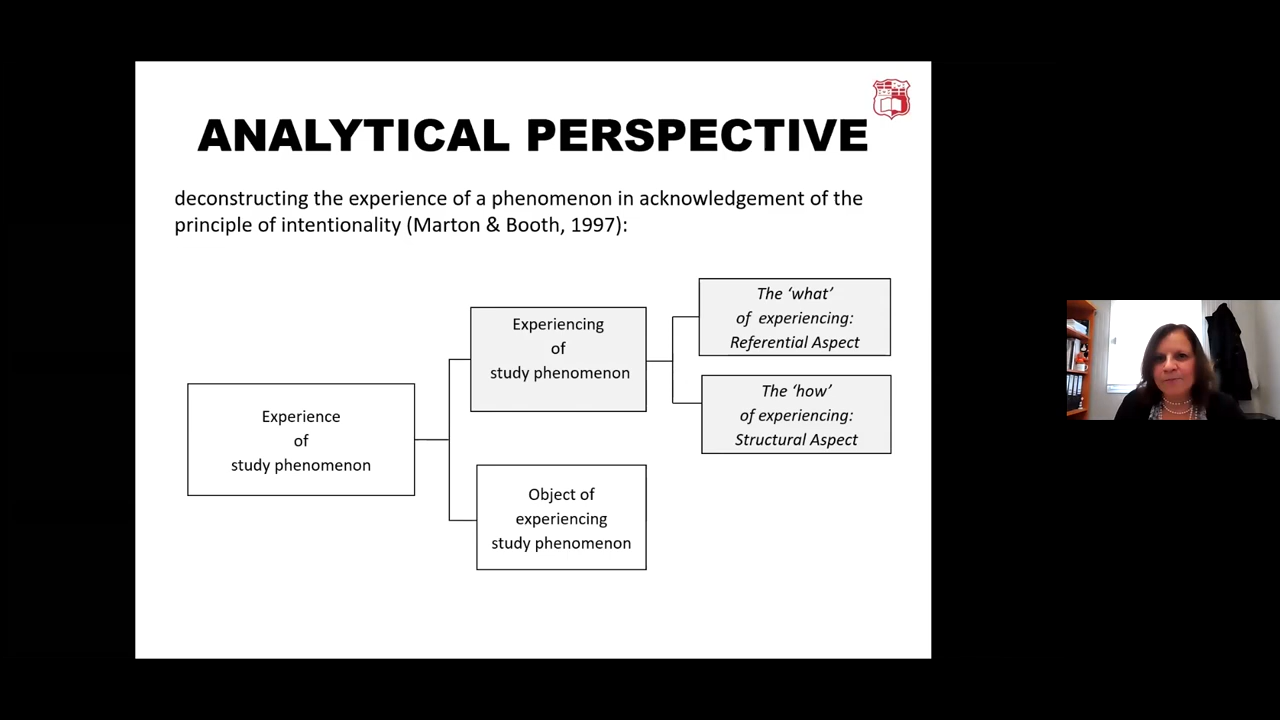 ANALYTICAL PERSPECTIVE
deconstructing the experience of a phenomenon in acknowledgement of the
principle of intentionality (Marton & Booth, 1997):
The ‘what’
of experiencing:
Referential Aspect
Experiencing
of
study phenomenon
The ‘how’
of experiencing:
Structural Aspect
Experience
of
study phenomenon
Object of
experiencing
study phenomenon